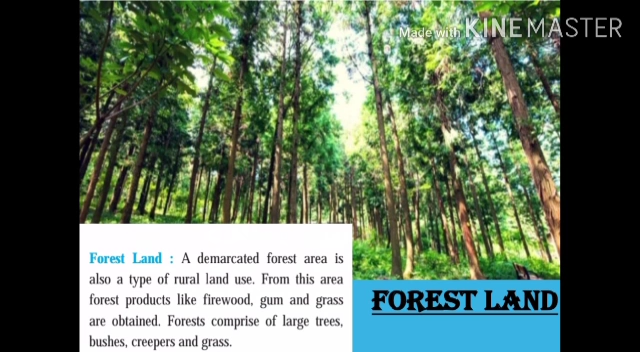 Made with KINEMASTER
Forest Land : A demarcated forest area is
also a type of rural land use. From this area
forest products like firewood, gum and grass
are obtained. Forests comprise of large trees,
bushes, creepers and grass.
FOREST LAND